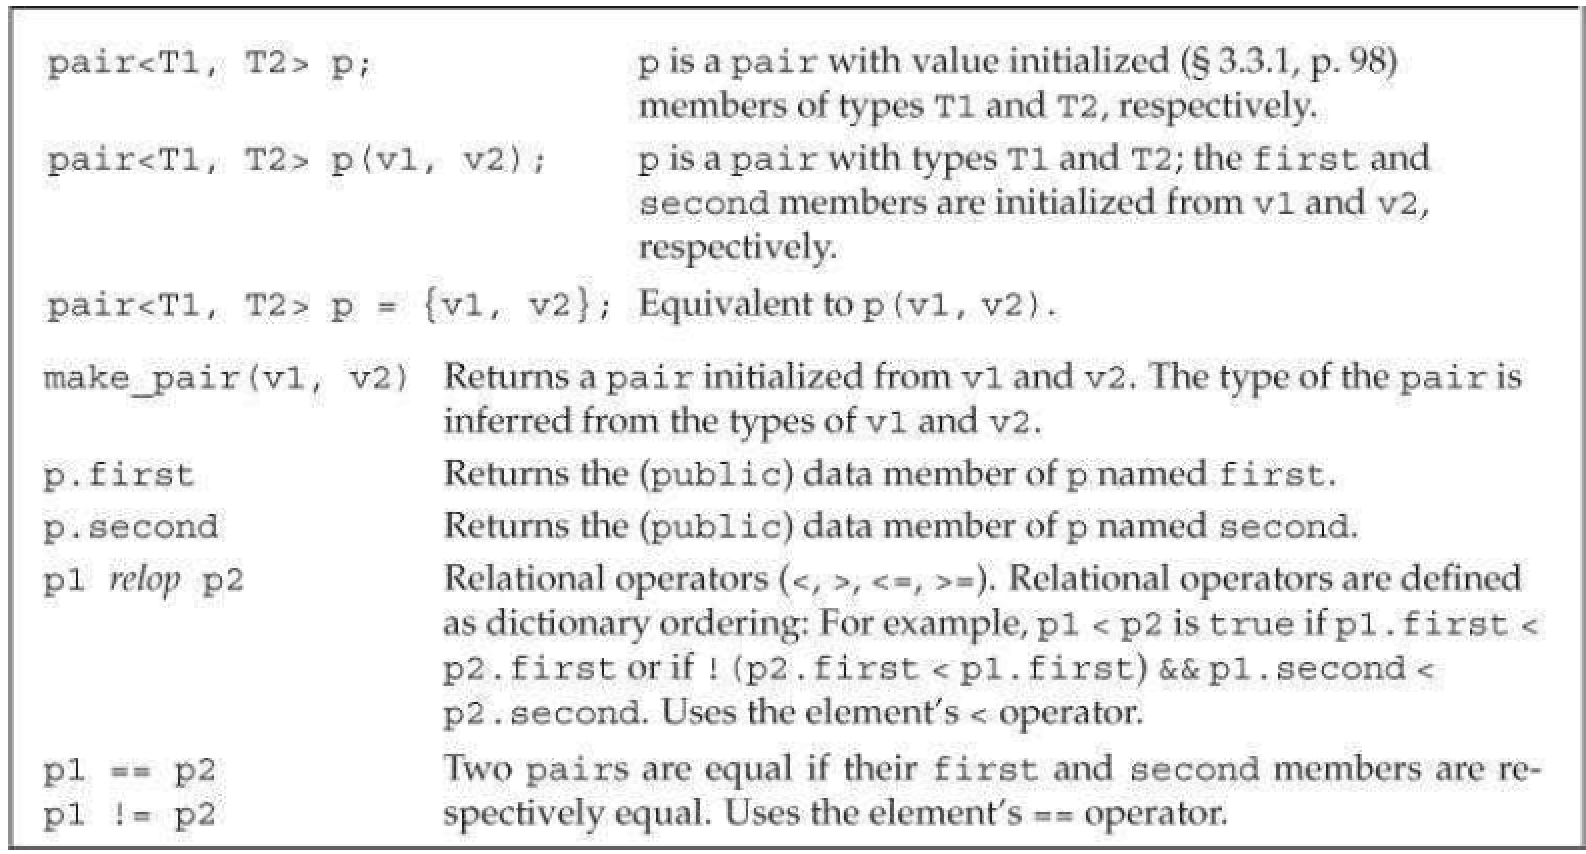 pair<T1, T2> p; p is a pair with value initialized (§ 3.3.1, p. 98)
members of types T1 and T2, respectively.
pair<T1, T2> p(v1, v2); p is a pair with types T1 and T2; the first and
second members are initialized from v1 and v2,
respectively.
pair<T1, T2> p = {v1, v2}; Equivalent to p(v1, v2).
make_pair(v1, v2) Returns a pair initialized from v1 and v2. The type of the pair is
inferred from the types of v1 and v2.
p.first Returns the (public) data member of p named first.
p.second Returns the (public) data member of p named second.
p1 relop p2 Relational operators (<, >, <=, >=). Relational operators are defined
as dictionary ordering: For example, p1 < p2 is true if p1.first <
p2.first or if !(p2.first < p1.first) && p1.second <
p2.second. Uses the element's < operator.
p1 == p2 Two pairs are equal if their first and second members are re-
p1 != p2 spectively equal. Uses the element's == operator.